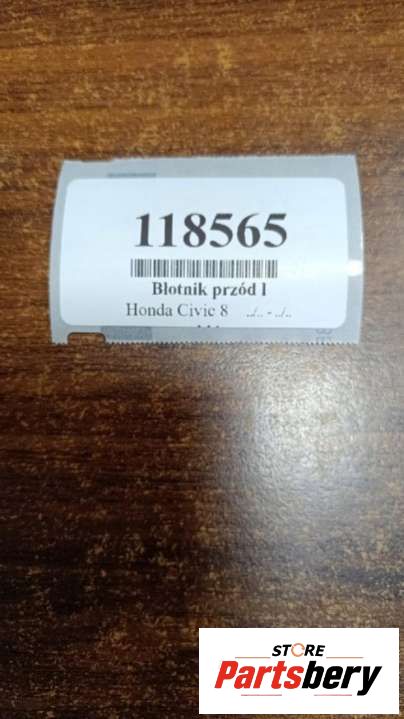 118565
Błotnik przód l
Honda Civic 8 ../.. - ../..
STORE
Partsbery